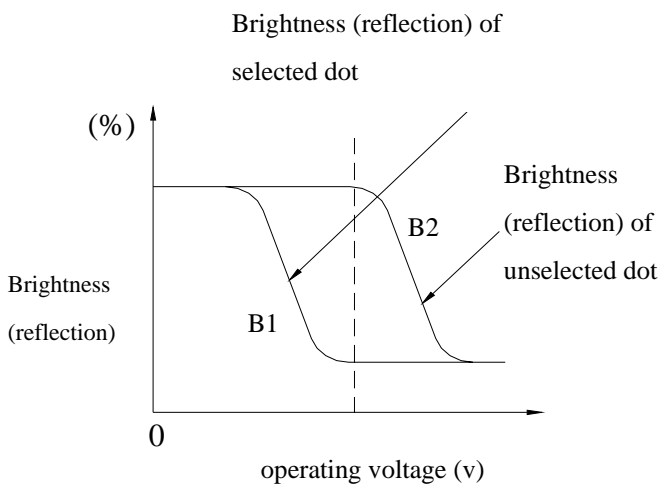 Brightness (reflection) of
selected dot
(%)
Brightness
(reflection) of
unselected dot
B2
Brightness
(reflection)
B1
0
operating voltage (v)